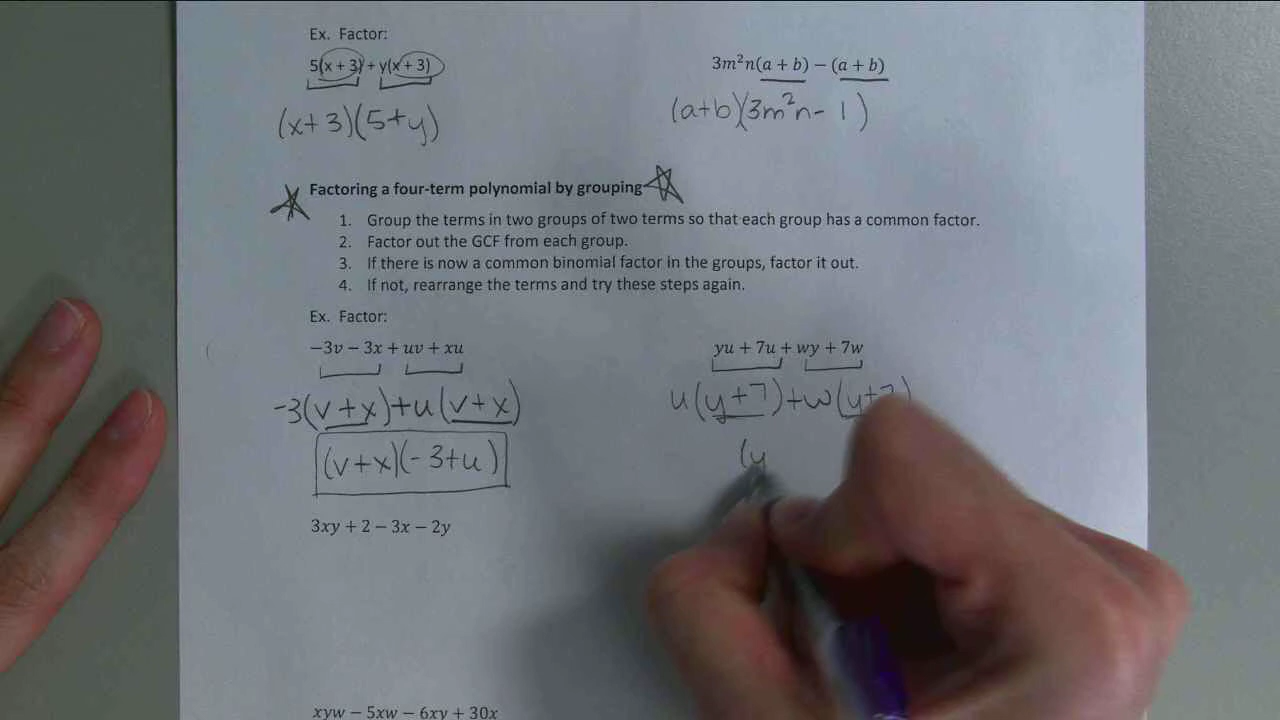 Ex. Factor:
5(x + 3) + y(x + 3)
(x+3)(5+y)
3m²n(a + b) − (a + b)
(a+b)(3m²n- 1)
Factoring a four-term polynomial by grouping
1. Group the terms in two groups of two terms so that each group has a common factor.
2. Factor out the GCF from each group.
3. If there is now a common binomial factor in the groups, factor it out.
4. If not, rearrange the terms and try these steps again.
Ex. Factor:
−3v − 3x + uv + xu
-3(v+x)+u(v+x)
(v+x)(-3+u)
yu + 7u + wy + 7w
u(y+7)+w(y+7)
(y
3xy + 2 − 3x − 2y
xyw − 5xw − 6xy + 30x